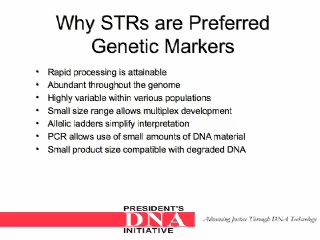 Why STRs are Preferred
Genetic Markers
• Rapid processing is attainable
• Abundant throughout the genome
• Highly variable within various populations
• Small size range allows multiplex development
• Allelic ladders simplify interpretation
• PCR allows use of small amounts of DNA material
• Small product size compatible with degraded DNA
PRESIDENT'S
DNA
INITIATIVE
Advancing Justice Through DNA Technology